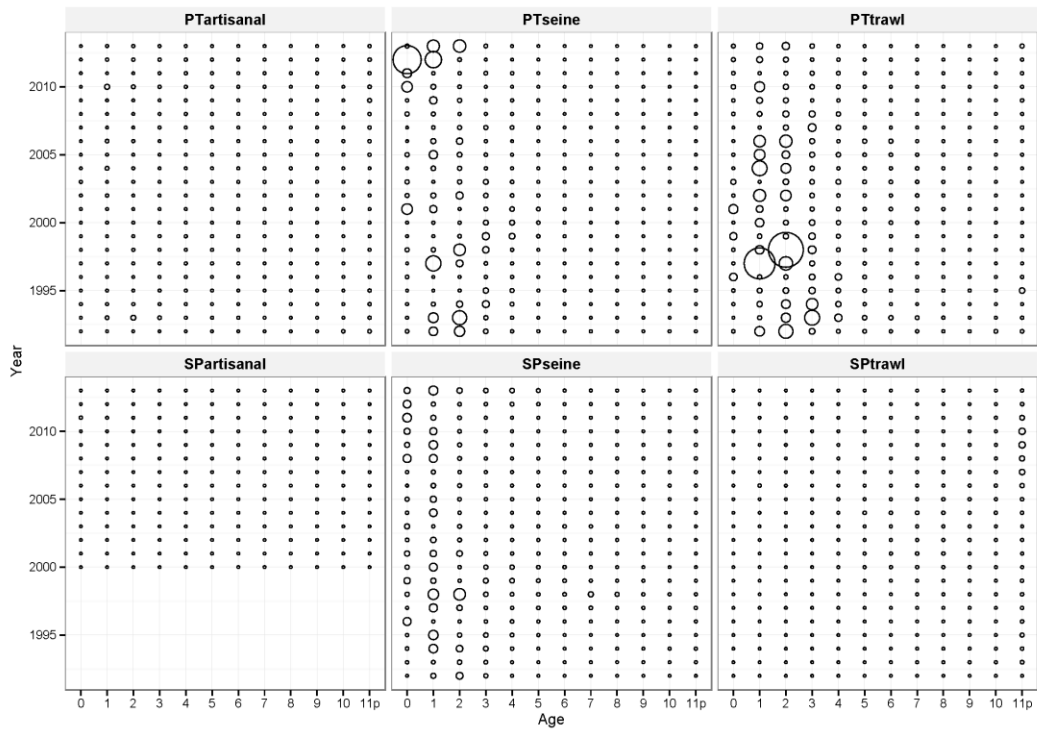 PTartisanal PTseine PTtrawl
2010
2005
2000
1995
Year
SPartisanal SPseine SPtrawl
2010
2005
2000
1995
0 1 2 3 4 5 6 7 8 9 10 11p 0 1 2 3 4 5 6 7 8 9 10 11p 0 1 2 3 4 5 6 7 8 9 10 11p
Age